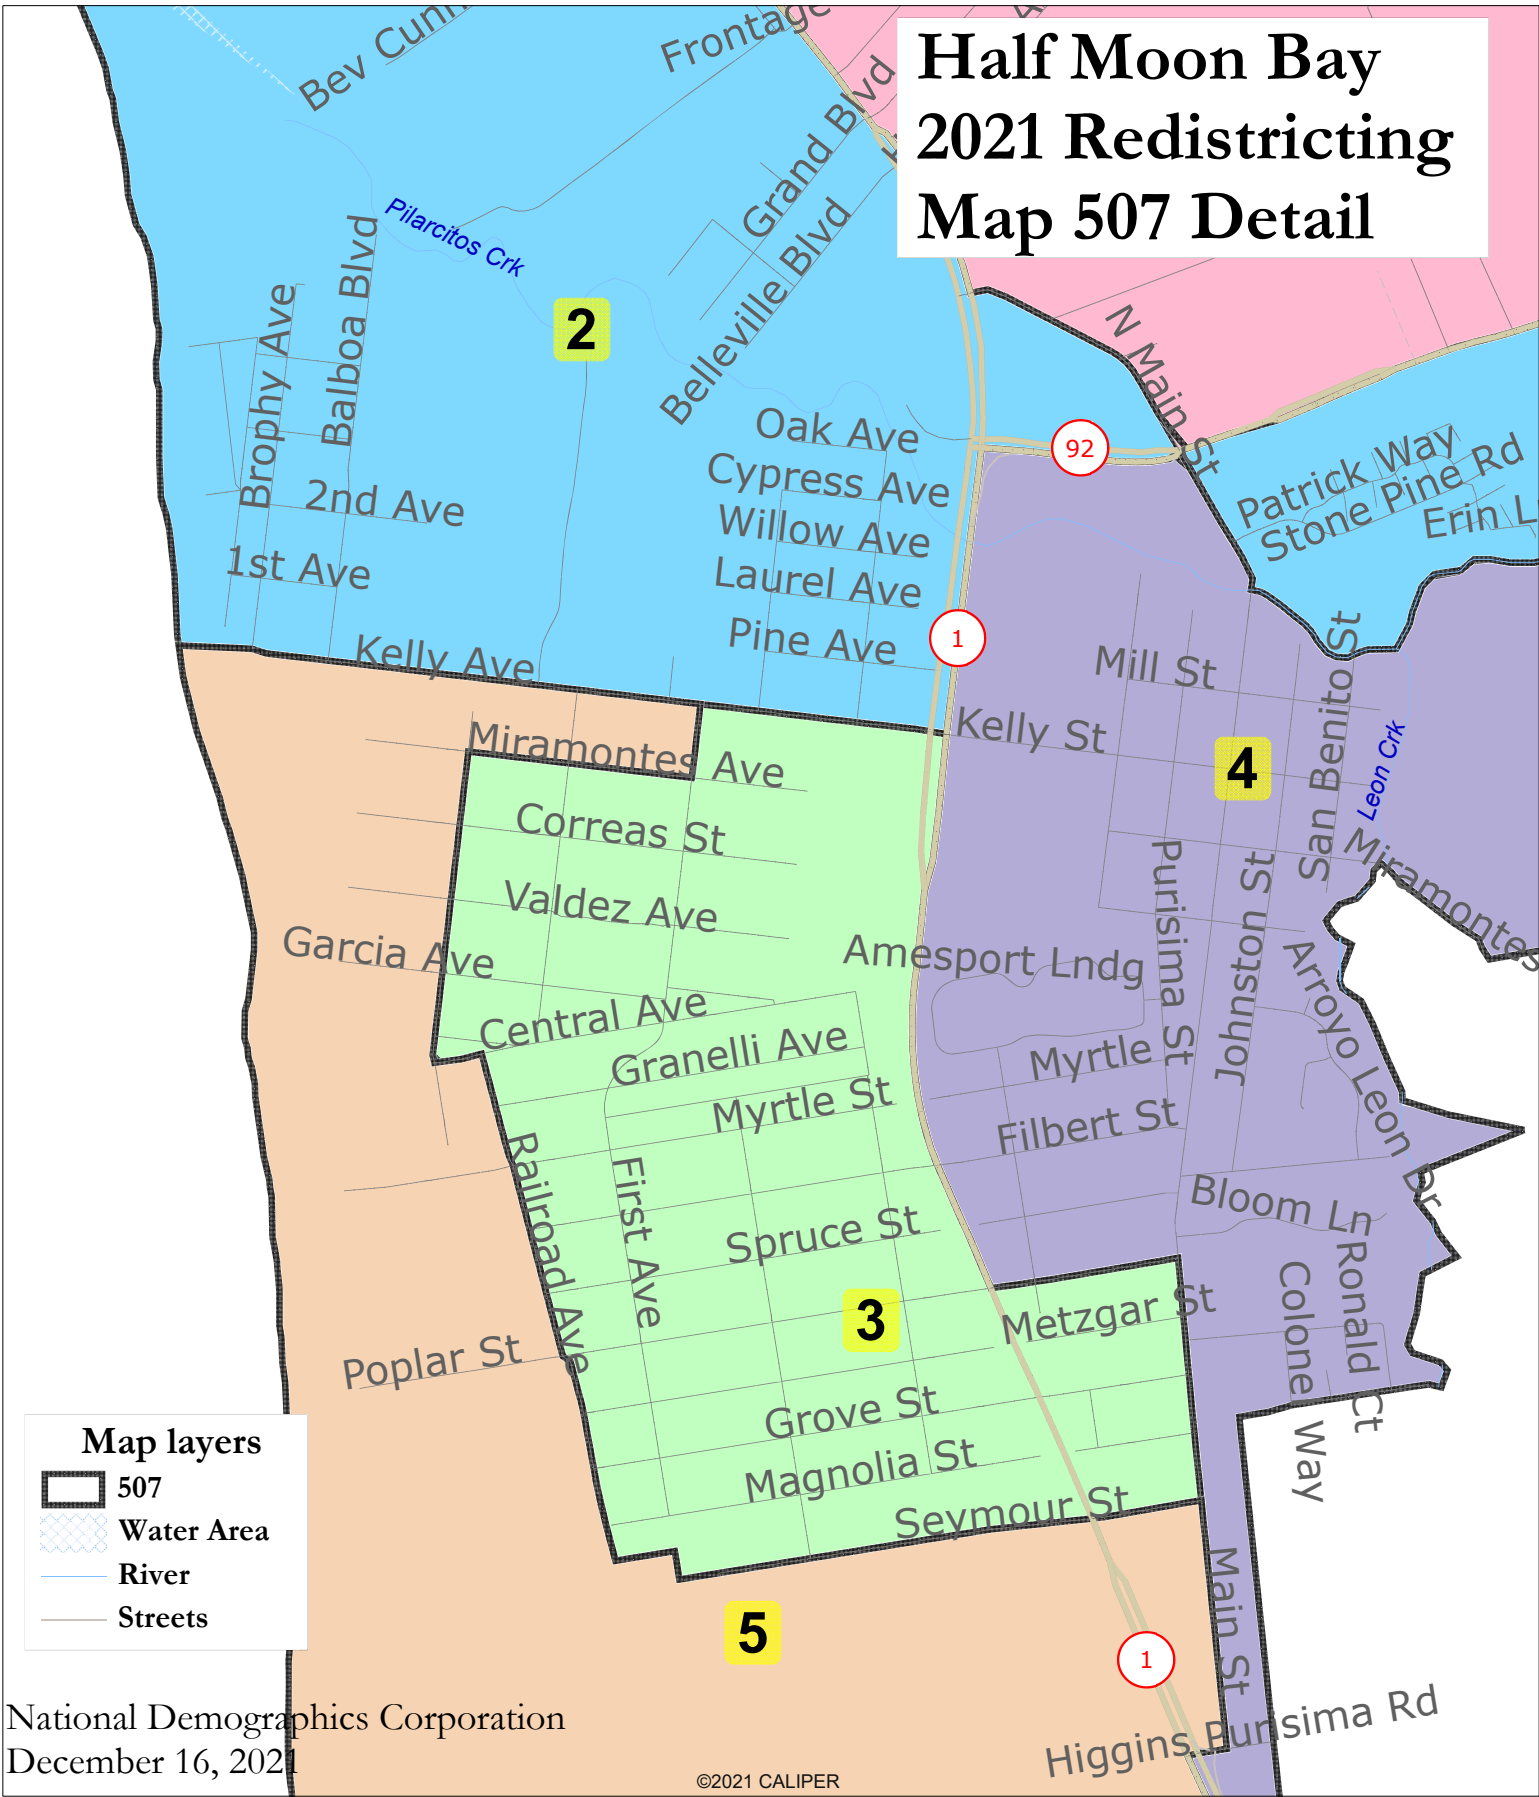 Half Moon Bay
2021 Redistricting
Map 507 Detail
Frontage
Grand Blvd
Pilarcitos Crk
Balboa Blvd
Belleville Blvd
Brophy Ave
2
N Main St
Oak Ave
92
Cypress Ave
Patrick Way
Stone Pine Rd
Erin L
2nd Ave
Willow Ave
1st Ave
Laurel Ave
Pine Ave
1
Kelly Ave
Mill St
San Benito St
Kelly St
Miramontes Ave
4
Leon Crk
Correas St
Miramontes
Valdez Ave
Purisima St
Johnston St
Garcia Ave
Amesport Lndg
Arroyo Leon Dr
Central Ave
Granelli Ave
Myrtle
Myrtle St
Filbert St
Railroad Ave
First Ave
Bloom Ln
Spruce St
Ronald Ct
Colone Way
3
Metzgar St
Poplar St
Grove St
Magnolia St
Seymour St
Map layers
507
Water Area
River
Streets
Main St
5
1
Higgins Purisima Rd
National Demographics Corporation
December 16, 2021
©2021 CALIPER